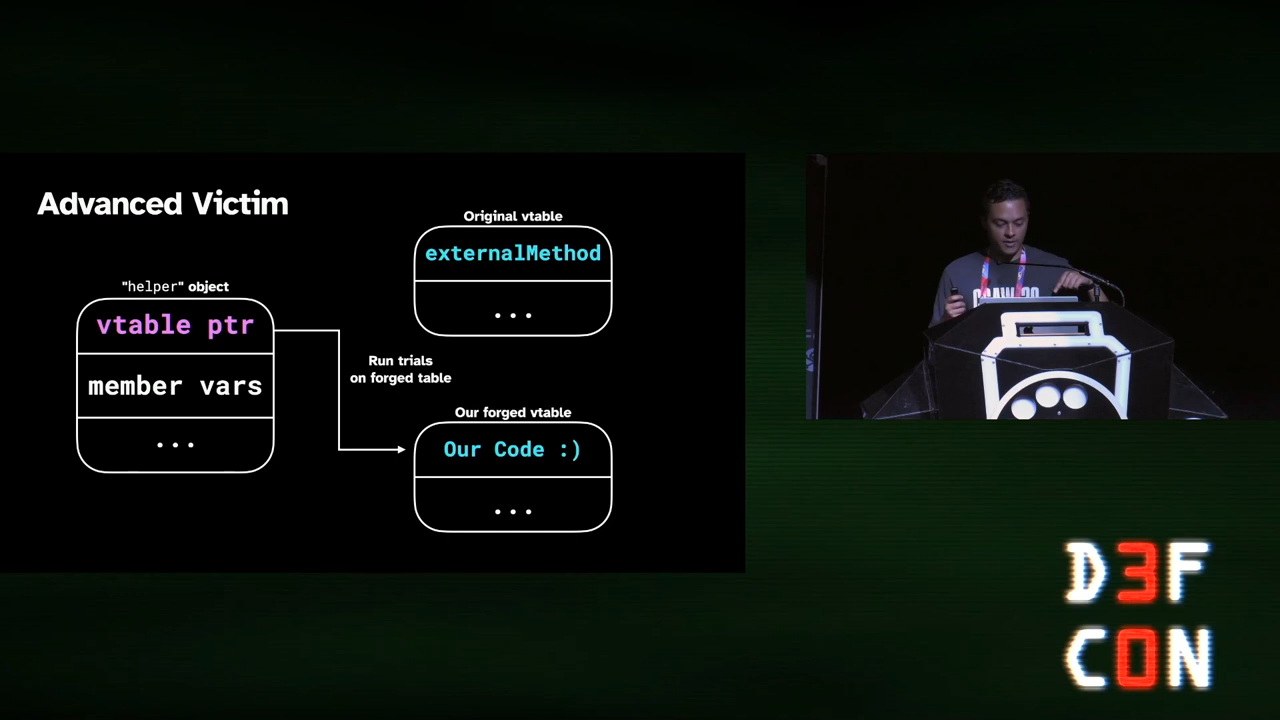 Advanced Victim
"helper" object
vtable ptr
member vars
...
Run trials
on forged table
Original vtable
externalMethod
...
Our forged vtable
Our Code :)
...
D3F
C0N